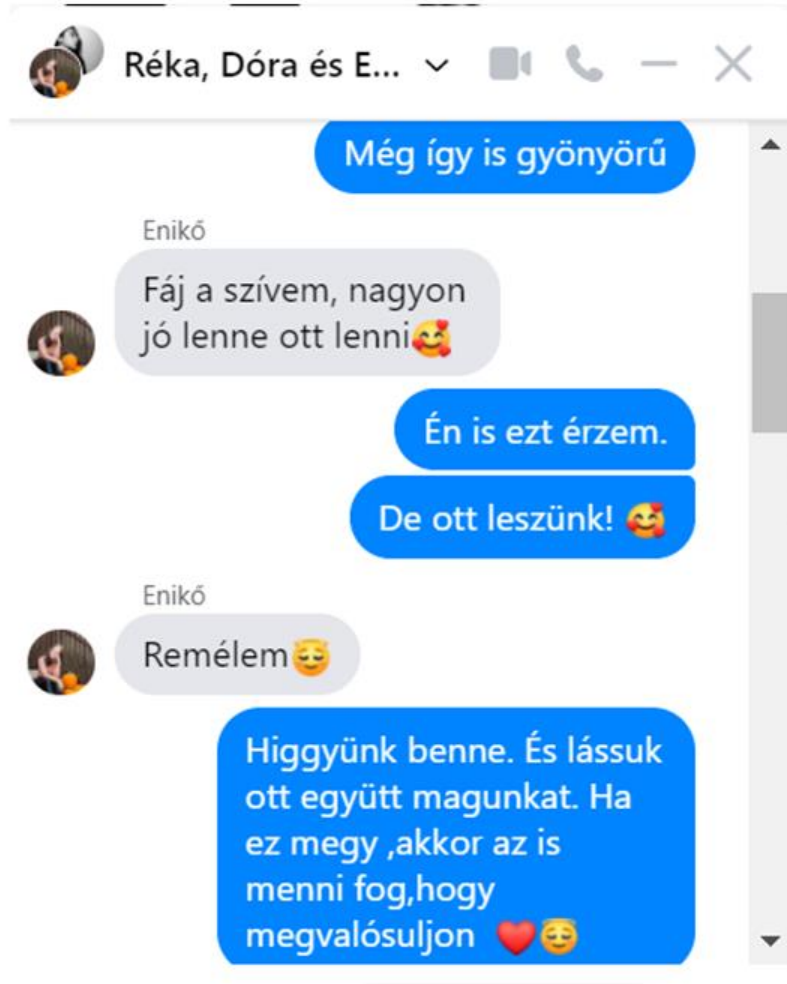 Réka, Dóra és E...
Még így is gyönyörű
Enikő
Fáj a szívem, nagyon
jó lenne ott lenni🥰
Én is ezt érzem.
De ott leszünk! 🥰
Enikő
Remélem😇
Higgyünk benne. És lássuk
ott együtt magunkat. Ha
ez megy ,akkor az is
menni fog,hogy
megvalósuljon ❤️😇